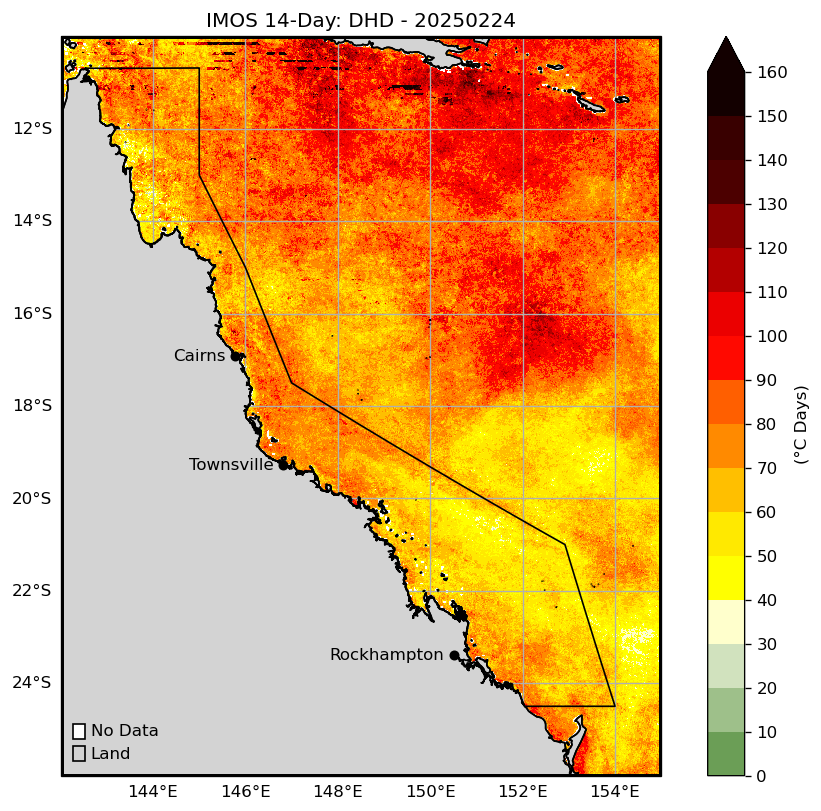 IMOS 14-Day: DHD - 20250224
12°S
14°S
16°S
18°S
20°S
22°S
24°S
Cairns
Townsville
Rockhampton
No Data
Land
144°E 146°E 148°E 150°E 152°E 154°E
160
150
140
130
120
110
100
90
80
70
60
50
40
30
20
10
0
(°C Days)